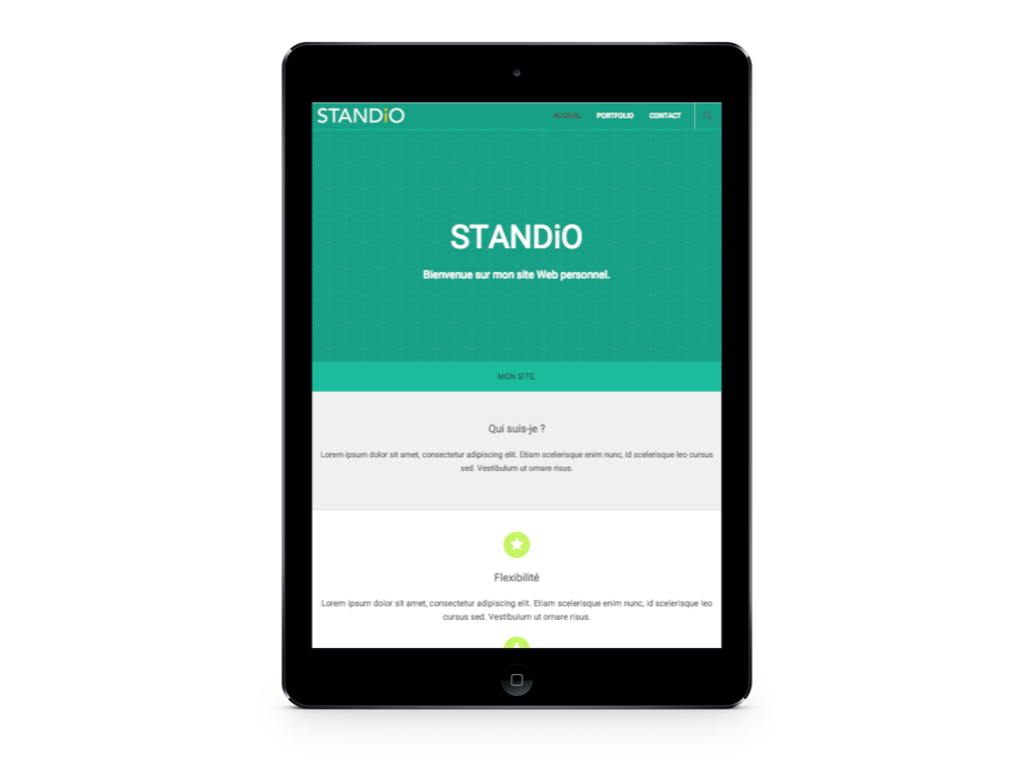 STANDiO
ACCEUIL PORTFOLIO CONTACT
STANDiO
Bienvenue sur mon site Web personnel.
MON SITE.
Qui suis-je ?
Lorem ipsum dolor sit amet, consectetur adipiscing elit. Etiam scelerisque enim nunc, id scelerisque leo cursus
sed. Vestibulum ut ornare risus.
Flexibilité
Lorem ipsum dolor sit amet, consectetur adipiscing elit. Etiam scelerisque enim nunc, id scelerisque leo
cursus sed. Vestibulum ut ornare risus.